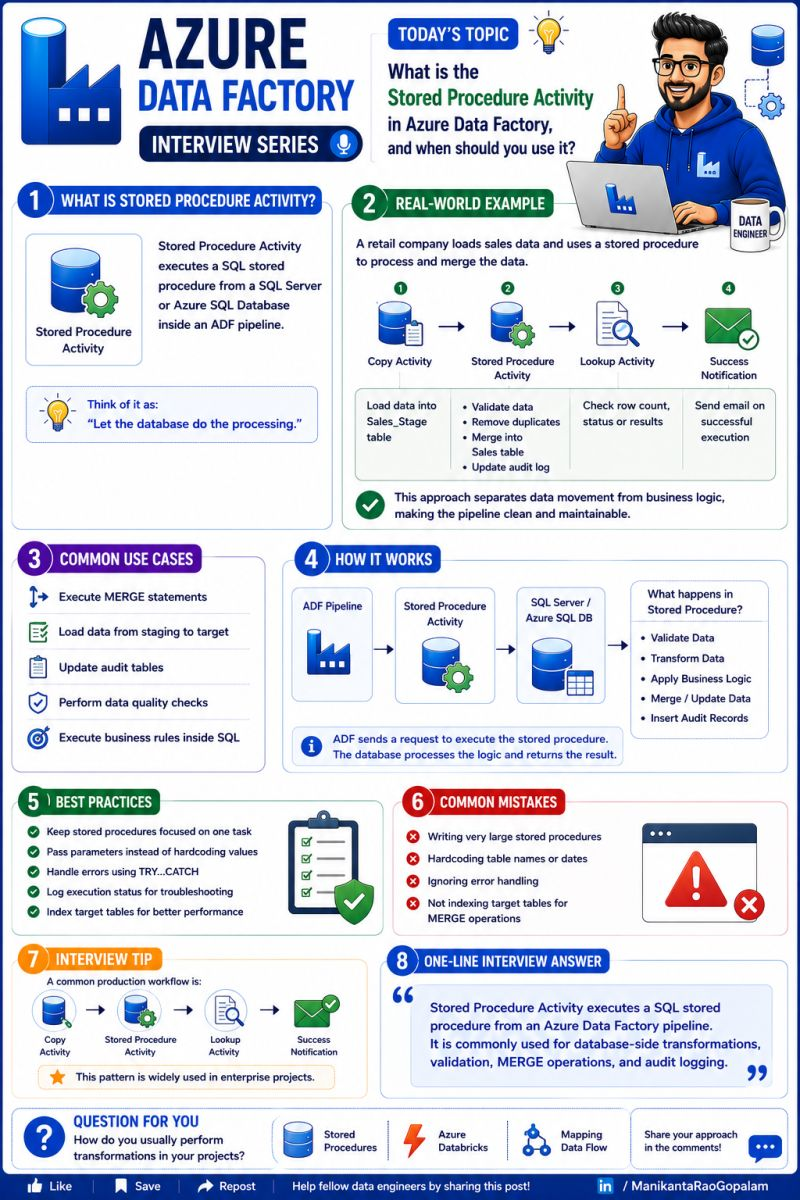 AZURE
DATA FACTORY
INTERVIEW SERIES
TODAY'S TOPIC
What is the
Stored Procedure Activity
in Azure Data Factory,
and when should you use it?
DATA
ENGINEER
1 WHAT IS STORED PROCEDURE ACTIVITY?
Stored Procedure
Activity
Stored Procedure Activity
executes a SQL stored
procedure from a SQL Server
or Azure SQL Database
inside an ADF pipeline.
Think of it as:
“Let the database do the processing.”
2 REAL-WORLD EXAMPLE
A retail company loads sales data and uses a stored procedure
to process and merge the data.
1
Copy Activity
Load data into
Sales_Stage
table
2
Stored Procedure
Activity
• Validate data
• Remove duplicates
• Merge into
Sales table
• Update audit log
3
Lookup Activity
Check row count,
status or results
4
Success
Notification
Send email on
successful
execution
This approach separates data movement from business logic,
making the pipeline clean and maintainable.
3 COMMON USE CASES
Execute MERGE statements
Load data from staging to target
Update audit tables
Perform data quality checks
Execute business rules inside SQL
4 HOW IT WORKS
ADF Pipeline
Stored Procedure
Activity
SQL Server /
Azure SQL DB
What happens in
Stored Procedure?
• Validate Data
• Transform Data
• Apply Business Logic
• Merge / Update Data
• Insert Audit Records
i
ADF sends a request to execute the stored procedure.
The database processes the logic and returns the result.
5 BEST PRACTICES
Keep stored procedures focused on one task
Pass parameters instead of hardcoding values
Handle errors using TRY...CATCH
Log execution status for troubleshooting
Index target tables for better performance
6 COMMON MISTAKES
Writing very large stored procedures
Hardcoding table names or dates
Ignoring error handling
Not indexing target tables for
MERGE operations
7 INTERVIEW TIP
A common production workflow is:
Copy
Activity
Stored Procedure
Activity
Lookup
Activity
Success
Notification
This pattern is widely used in enterprise projects.
8 ONE-LINE INTERVIEW ANSWER
“
Stored Procedure Activity executes a SQL stored
procedure from an Azure Data Factory pipeline.
It is commonly used for database-side transformations,
validation, MERGE operations, and audit logging.
”
?
QUESTION FOR YOU
How do you usually perform
transformations in your projects?
Stored
Procedures
Azure
Databricks
Mapping
Data Flow
Share your approach
in the comments!
Like
Save
Repost
Help fellow data engineers by sharing this post!
in / ManikantaRaoGopalam